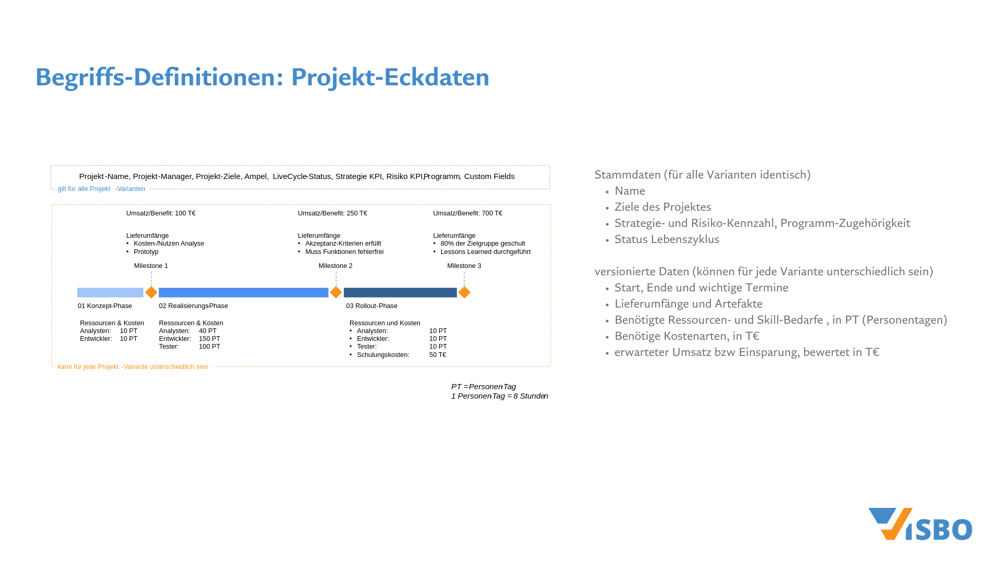 Begriffs-Definitionen: Projekt-Eckdaten
Projekt-Name, Projekt-Manager, Projekt-Ziele, Ampel, LiveCycle-Status, Strategie KPI, Risiko KPI, Programm, Custom Fields
gilt für alle Projekt -Varianten
Umsatz/Benefit: 100 T€
Lieferumfänge
• Kosten-/Nutzen Analyse
• Prototyp
Milestone 1
Umsatz/Benefit: 250 T€
Lieferumfänge
• Akzeptanz-Kriterien erfüllt
• Muss Funktionen fehlerfrei
Milestone 2
Umsatz/Benefit: 700 T€
Lieferumfänge
• 80% der Zielgruppe geschult
• Lessons Learned durchgeführt
Milestone 3
01 Konzept-Phase
Ressourcen & Kosten
Analysten: 10 PT
Entwickler: 10 PT
02 Realisierungs-Phase
Ressourcen & Kosten
Analysten: 40 PT
Entwickler: 150 PT
Tester: 100 PT
03 Rollout-Phase
Ressourcen und Kosten
• Analysten: 10 PT
• Entwickler: 10 PT
• Tester: 10 PT
• Schulungskosten: 50 T€
kann für jede Projekt -Variante unterschiedlich sein
PT = Personen-Tag
1 Personen-Tag = 8 Stunden
Stammdaten (für alle Varianten identisch)
• Name
• Ziele des Projektes
• Strategie- und Risiko-Kennzahl, Programm-Zugehörigkeit
• Status Lebenszyklus
versionierte Daten (können für jede Variante unterschiedlich sein)
• Start, Ende und wichtige Termine
• Lieferumfänge und Artefakte
• Benötigte Ressourcen- und Skill-Bedarfe , in PT (Personentagen)
• Benötige Kostenarten, in T€
• erwarteter Umsatz bzw Einsparung, bewertet in T€
VISBO